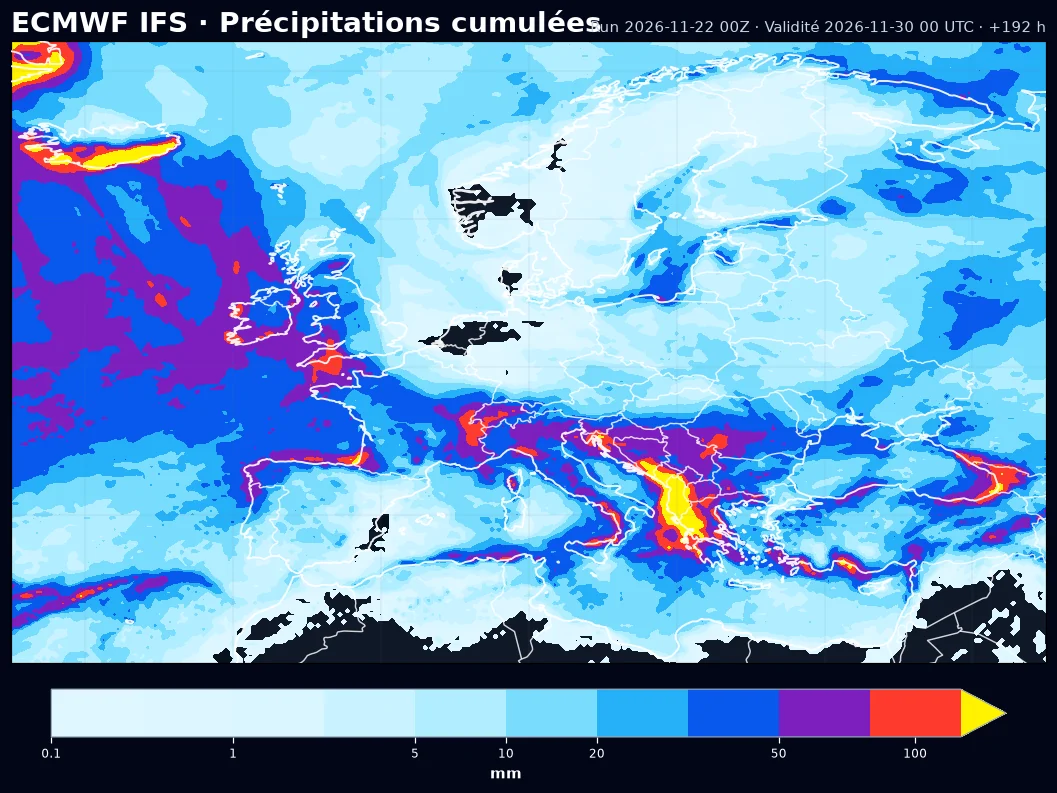 ECMWF IFS · Précipitations cumulées
Run 2026-11-22 00Z · Validité 2026-11-30 00 UTC · +192 h
0.1 1 5 10 20 50 100
mm